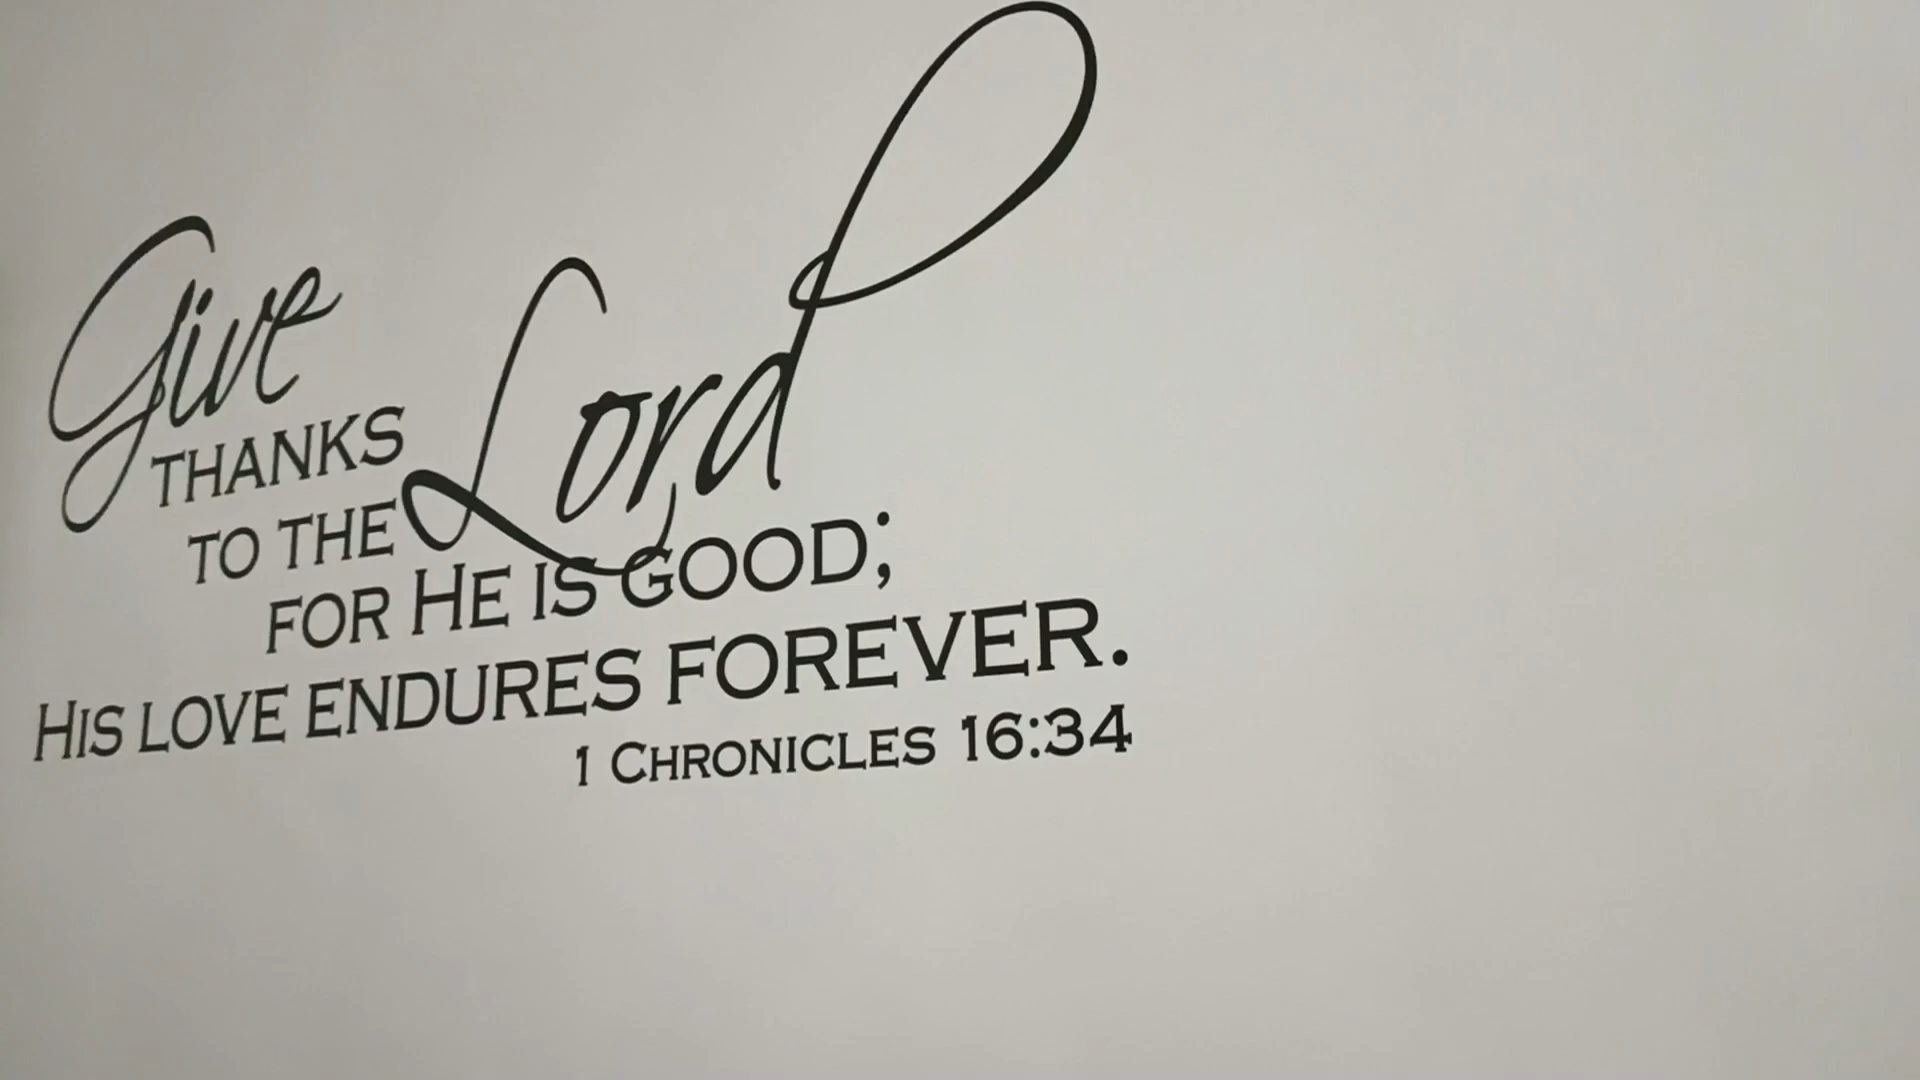 Give
THANKS
TO THE Lord,
FOR HE IS GOOD;
HIS LOVE ENDURES FOREVER.
1 CHRONICLES 16:34